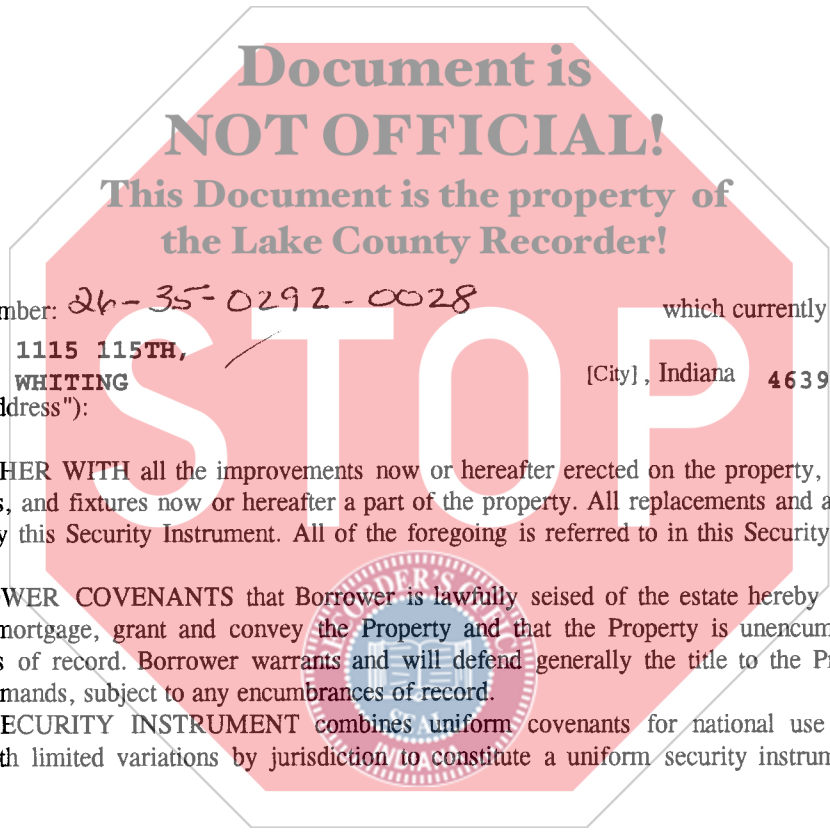 Document is
NOT OFFICIAL!
This Document is the property of
the Lake County Recorder!
mber: 26-35-0292-0028 which currently
1115 115TH,
WHITING [City], Indiana 4639
ddress"):
STOP
HER WITH all the improvements now or hereafter erected on the property,
s, and fixtures now or hereafter a part of the property. All replacements and a
y this Security Instrument. All of the foregoing is referred to in this Security
WER COVENANTS that Borrower is lawfully seised of the estate hereby
mortgage, grant and convey the Property and that the Property is unencum
s of record. Borrower warrants and will defend generally the title to the Pr
mands, subject to any encumbrances of record.
ECURITY INSTRUMENT combines uniform covenants for national use
th limited variations by jurisdiction to constitute a uniform security instrum
RECORDER'S OFFICE
SEAL
INDIANA